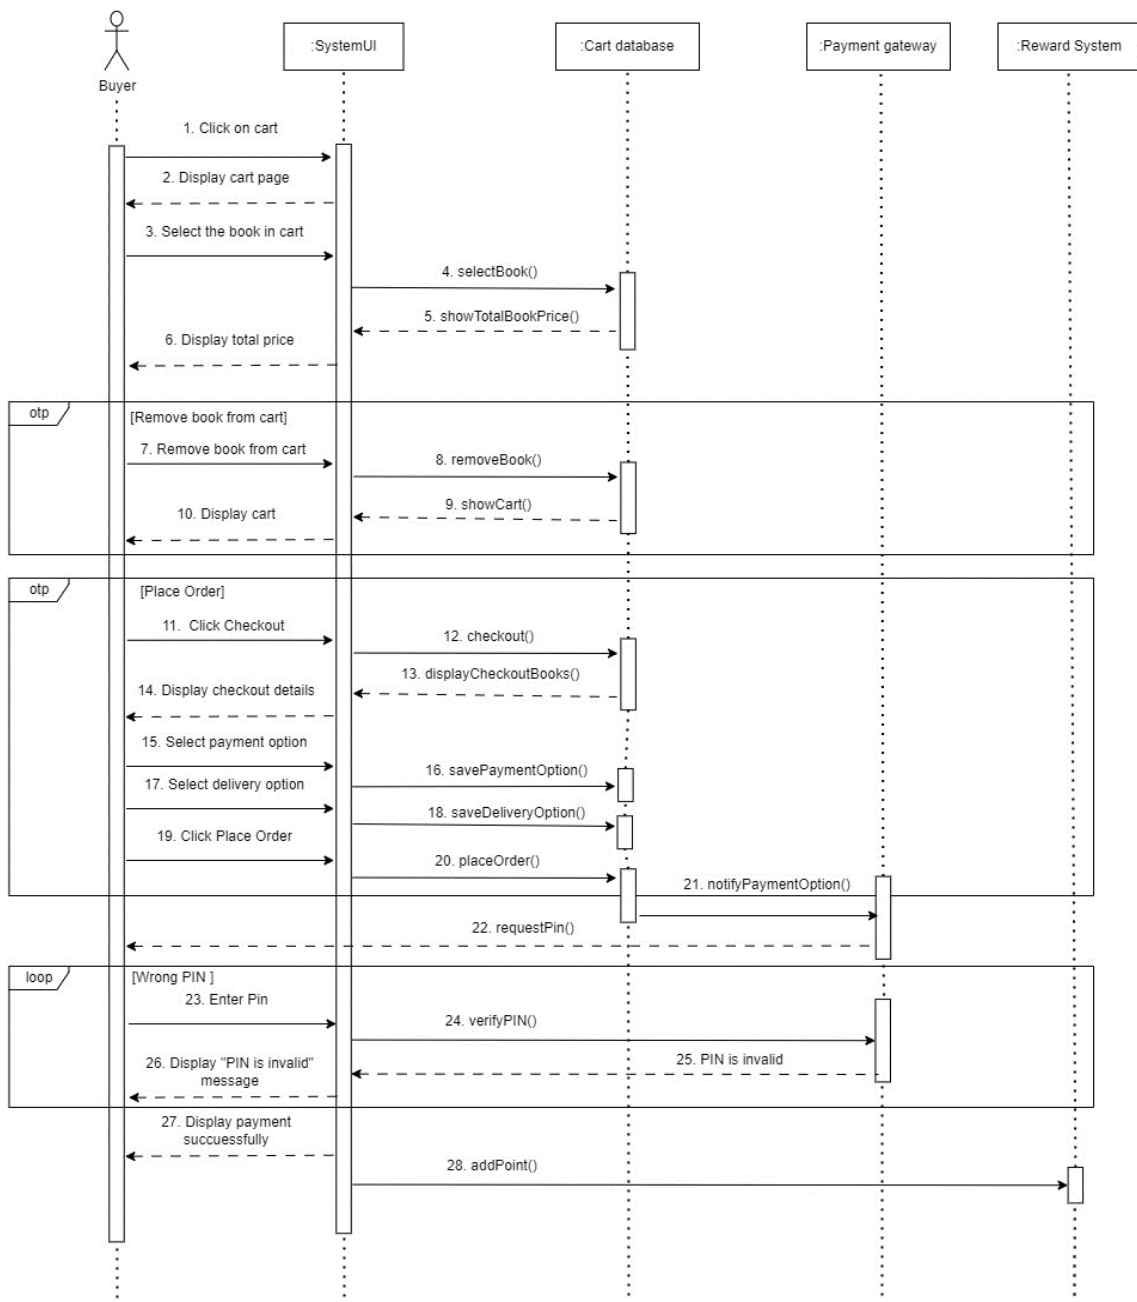 :SystemUI
:Cart database
:Payment gateway
:Reward System
Buyer
1. Click on cart
2. Display cart page
3. Select the book in cart
4. selectBook()
5. showTotalBookPrice()
6. Display total price
otp
[Remove book from cart]
7. Remove book from cart
8. removeBook()
9. showCart()
10. Display cart
otp
[Place Order]
11. Click Checkout
12. checkout()
13. displayCheckoutBooks()
14. Display checkout details
15. Select payment option
16. savePaymentOption()
17. Select delivery option
18. saveDeliveryOption()
19. Click Place Order
20. placeOrder()
21. notifyPaymentOption()
22. requestPin()
loop
[Wrong PIN ]
23. Enter Pin
24. verifyPIN()
25. PIN is invalid
26. Display "PIN is invalid"
message
27. Display payment
succuessfully
28. addPoint()